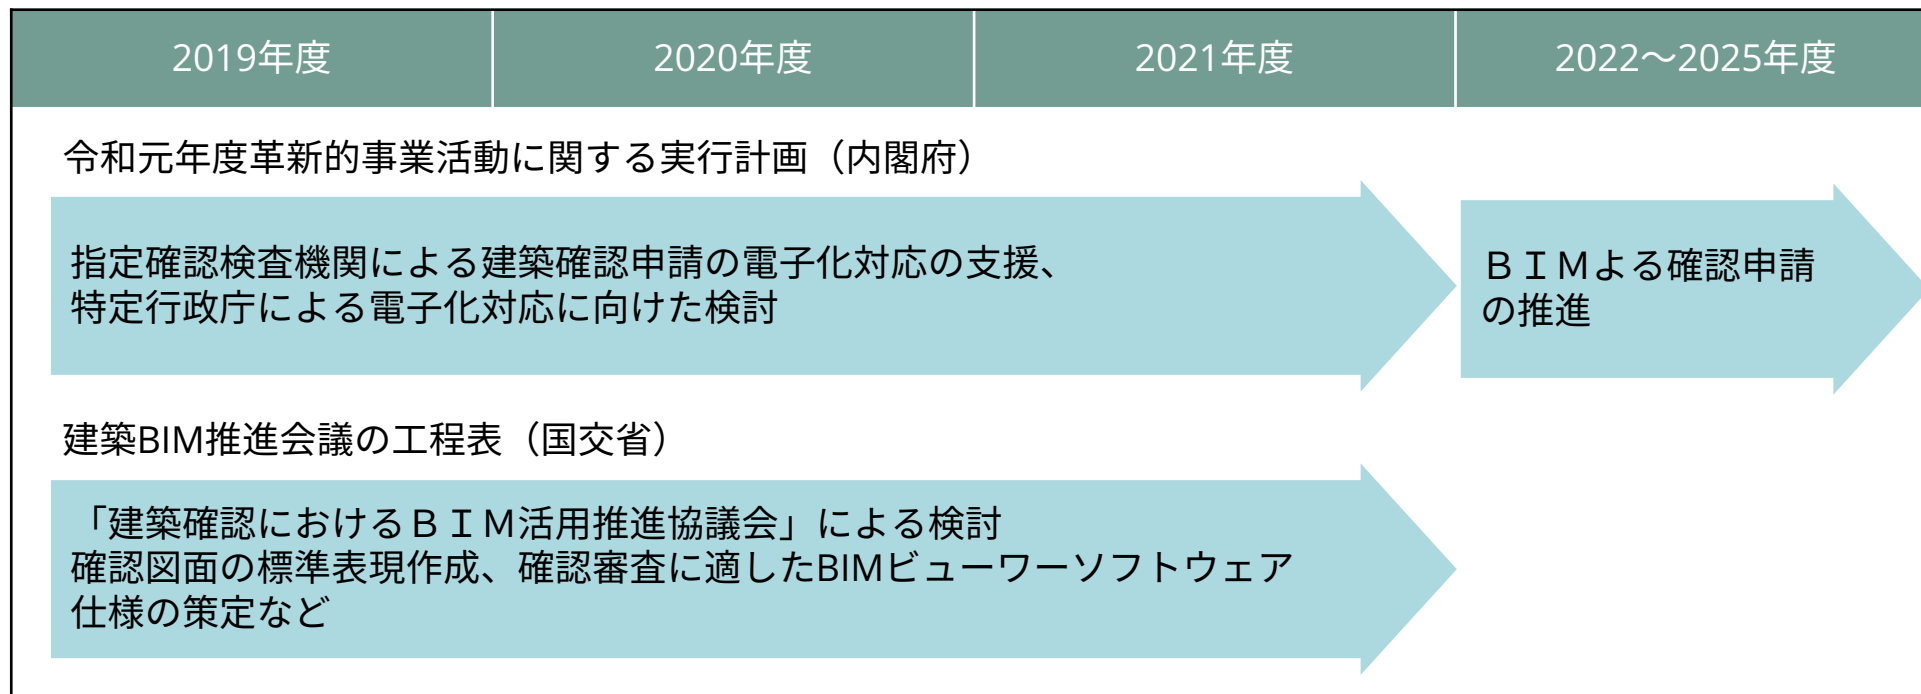 2019年度
2020年度
2021年度
2022～2025年度
令和元年度革新的事業活動に関する実行計画（内閣府）
指定確認検査機関による建築確認申請の電子化対応の支援、
特定行政庁による電子化対応に向けた検討
ＢＩＭよる確認申請
の推進
建築BIM推進会議の工程表（国交省）
「建築確認におけるＢＩＭ活用推進協議会」による検討
確認図面の標準表現作成、確認審査に適したBIMビューワーソフトウェア
仕様の策定など